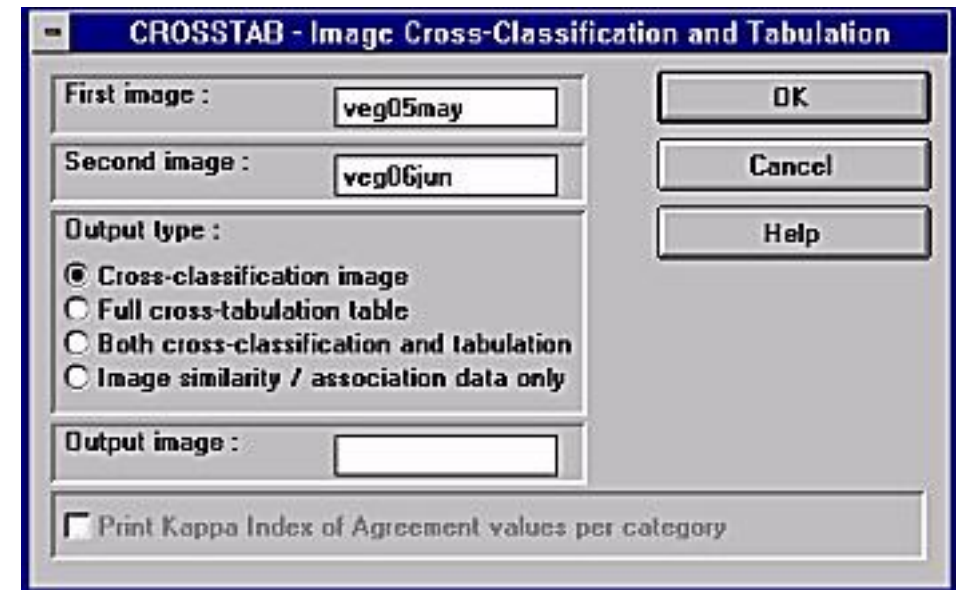 CROSSTAB - Image Cross-Classification and Tabulation
First image :
veg05may
OK
Second image :
veg06jun
Cancel
Output type :
Help
Cross-classification image
Full cross-tabulation table
Both cross-classification and tabulation
Image similarity / association data only
Output image :
Print Kappa Index of Agreement values per category